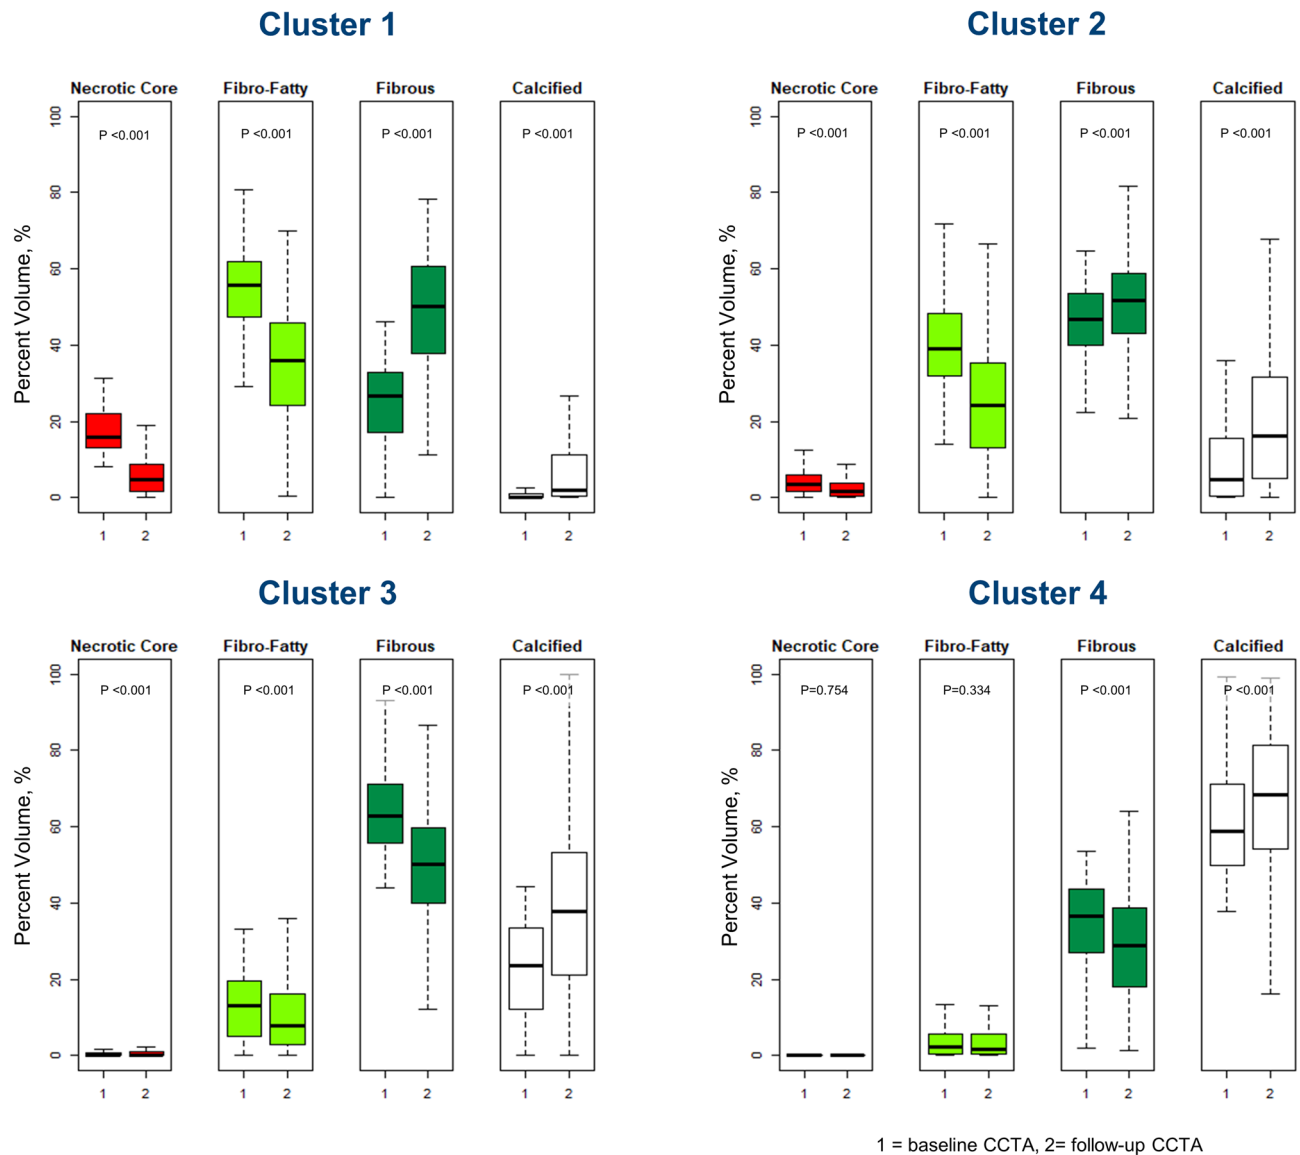 Cluster 1
Necrotic Core Fibro-Fatty Fibrous Calcified
P <0.001 P <0.001 P <0.001 P <0.001
Percent Volume, %
100
80
60
40
20
0
1 2 1 2 1 2 1 2
Cluster 2
Necrotic Core Fibro-Fatty Fibrous Calcified
P <0.001 P <0.001 P <0.001 P <0.001
Percent Volume, %
100
80
60
40
20
0
1 2 1 2 1 2 1 2
Cluster 3
Necrotic Core Fibro-Fatty Fibrous Calcified
P <0.001 P <0.001 P <0.001 P <0.001
Percent Volume, %
100
80
60
40
20
0
1 2 1 2 1 2 1 2
Cluster 4
Necrotic Core Fibro-Fatty Fibrous Calcified
P=0.754 P=0.334 P <0.001 P <0.001
Percent Volume, %
100
80
60
40
20
0
1 2 1 2 1 2 1 2
1 = baseline CCTA, 2= follow-up CCTA